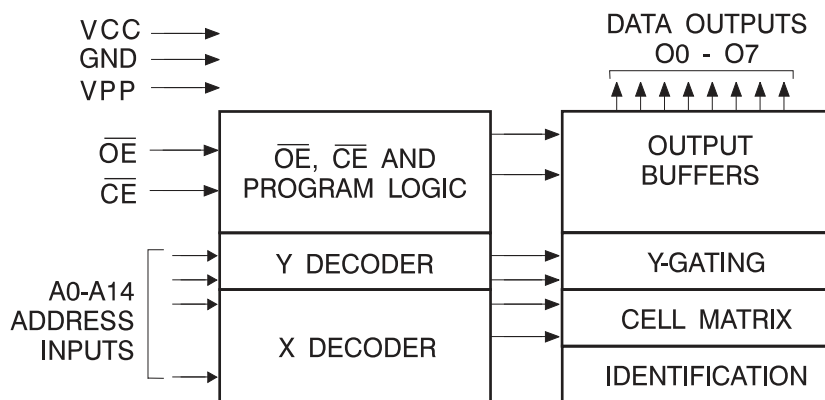 VCC
GND
VPP
OE
CE
A0-A14
ADDRESS
INPUTS
OE, CE AND
PROGRAM LOGIC
Y DECODER
X DECODER
DATA OUTPUTS
O0 - O7
OUTPUT
BUFFERS
Y-GATING
CELL MATRIX
IDENTIFICATION